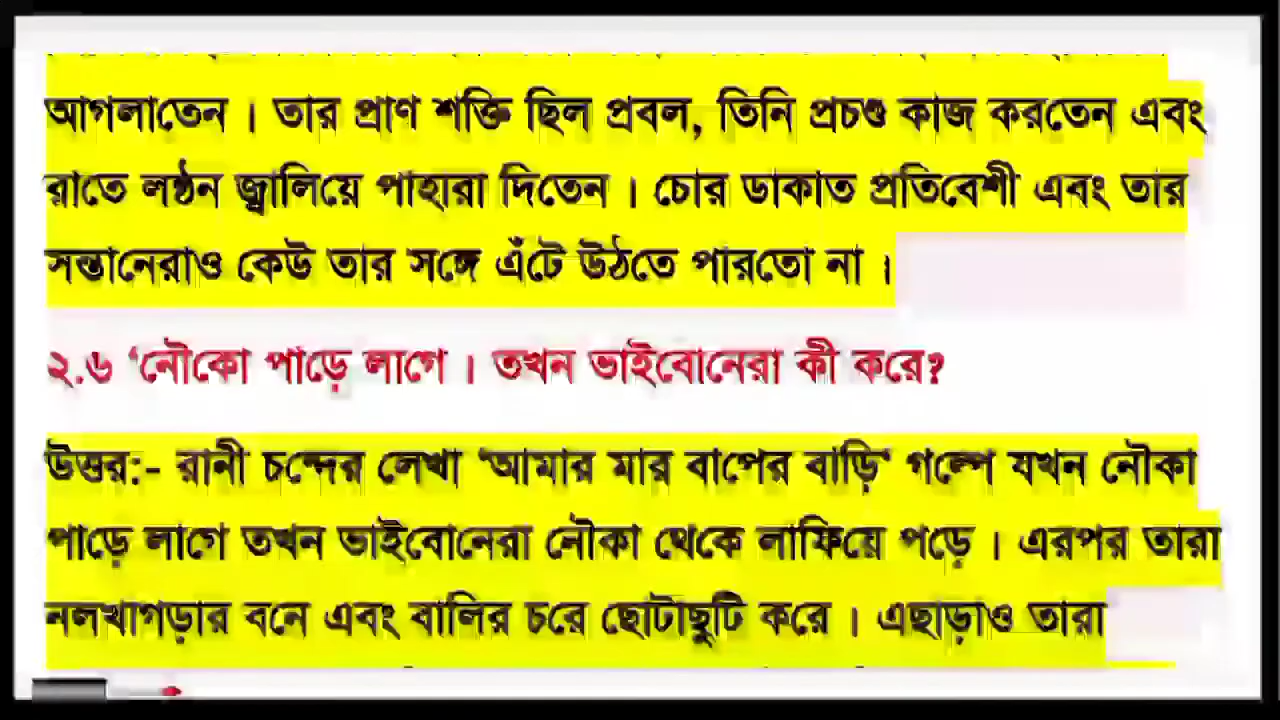 আগলাতেন । তার প্রাণ শক্তি ছিল প্রবল, তিনি প্রচণ্ড কাজ করতেন এবং
রাতে লণ্ঠন জ্বালিয়ে পাহারা দিতেন । চোর ডাকাত প্রতিবেশী এবং তার
সন্তানেরাও কেউ তার সঙ্গে এঁটে উঠতে পারতো না ।
২.৬ 'নৌকো পাড়ে লাগে । তখন ভাইবোনেরা কী করে?
উত্তর:- রানী চন্দের লেখা 'আমার মার বাপের বাড়ি' গল্পে যখন নৌকা
পাড়ে লাগে তখন ভাইবোনেরা নৌকা থেকে লাফিয়ে পড়ে । এরপর তারা
নলখাগড়ার বনে এবং বালির চরে ছোটাছুটি করে । এছাড়াও তারা